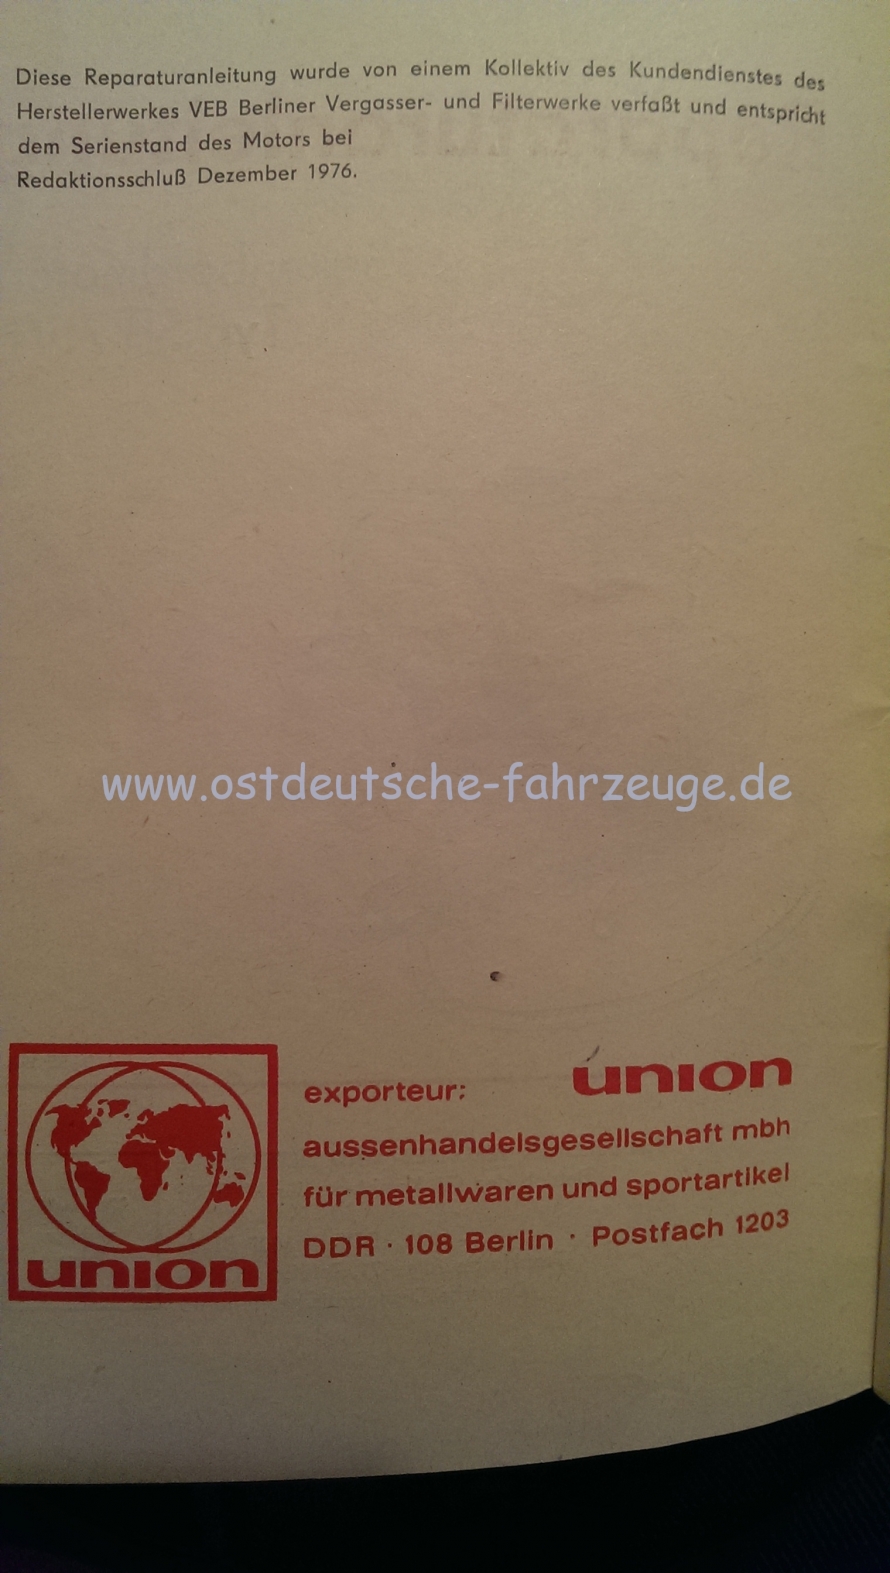 Diese Reparaturanleitung wurde von einem Kollektiv des Kundendienstes des
Herstellerwerkes VEB Berliner Vergasser- und Filterwerke verfaßt und entspricht
dem Serienstand des Motors bei
Redaktionsschluß Dezember 1976.
www.ostdeutsche-fahrzeuge.de
exporteur: union
aussenhandelsgesellschaft mbh
für metallwaren und sportartikel
DDR · 108 Berlin · Postfach 1203
union